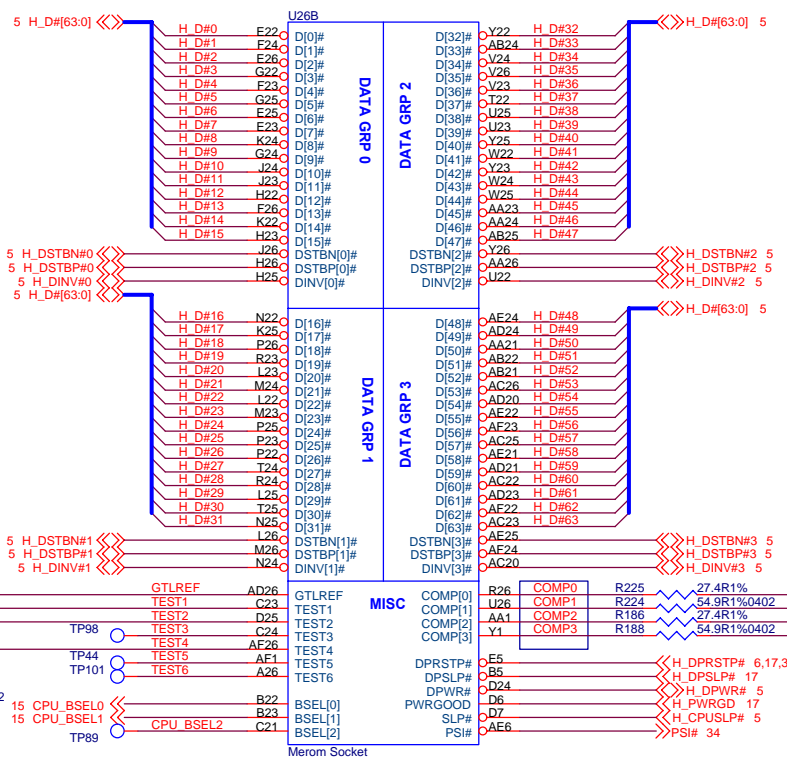 U26B
5 H_D#[63:0] H_D#[63:0] 5
H_D#0 E22 D[0]# D[32]# Y22 H_D#32
H_D#1 F24 D[1]# D[33]# AB24 H_D#33
H_D#2 E26 D[2]# D[34]# V24 H_D#34
H_D#3 G22 D[3]# D[35]# V26 H_D#35
H_D#4 F23 D[4]# D[36]# V23 H_D#36
H_D#5 G25 D[5]# D[37]# T22 H_D#37
H_D#6 E25 D[6]# D[38]# U25 H_D#38
H_D#7 E23 D[7]# D[39]# U23 H_D#39
H_D#8 K24 D[8]# D[40]# Y25 H_D#40
H_D#9 G24 D[9]# D[41]# W22 H_D#41
H_D#10 J24 D[10]# D[42]# Y23 H_D#42
H_D#11 J23 D[11]# D[43]# W24 H_D#43
H_D#12 H22 D[12]# D[44]# W25 H_D#44
H_D#13 F26 D[13]# D[45]# AA23 H_D#45
H_D#14 K22 D[14]# D[46]# AA24 H_D#46
H_D#15 H23 D[15]# D[47]# AB25 H_D#47
DATA GRP 0
DATA GRP 2
5 H_DSTBN#0 J26 DSTBN[0]# DSTBN[2]# Y26 H_DSTBN#2 5
5 H_DSTBP#0 H26 DSTBP[0]# DSTBP[2]# AA26 H_DSTBP#2 5
5 H_DINV#0 H25 DINV[0]# DINV[2]# U22 H_DINV#2 5
5 H_D#[63:0] H_D#[63:0] 5
H_D#16 N22 D[16]# D[48]# AE24 H_D#48
H_D#17 K25 D[17]# D[49]# AD24 H_D#49
H_D#18 P26 D[18]# D[50]# AA21 H_D#50
H_D#19 R23 D[19]# D[51]# AB22 H_D#51
H_D#20 L23 D[20]# D[52]# AB21 H_D#52
H_D#21 M24 D[21]# D[53]# AC26 H_D#53
H_D#22 L22 D[22]# D[54]# AD20 H_D#54
H_D#23 M23 D[23]# D[55]# AE22 H_D#55
H_D#24 P25 D[24]# D[56]# AF23 H_D#56
H_D#25 P23 D[25]# D[57]# AC25 H_D#57
H_D#26 P22 D[26]# D[58]# AE21 H_D#58
H_D#27 T24 D[27]# D[59]# AD21 H_D#59
H_D#28 R24 D[28]# D[60]# AC22 H_D#60
H_D#29 L25 D[29]# D[61]# AD23 H_D#61
H_D#30 T25 D[30]# D[62]# AF22 H_D#62
H_D#31 N25 D[31]# D[63]# AC23 H_D#63
DATA GRP 1
DATA GRP 3
5 H_DSTBN#1 L26 DSTBN[1]# DSTBN[3]# AE25 H_DSTBN#3 5
5 H_DSTBP#1 M26 DSTBP[1]# DSTBP[3]# AF24 H_DSTBP#3 5
5 H_DINV#1 N24 DINV[1]# DINV[3]# AC20 H_DINV#3 5
MISC
GTLREF AD26 GTLREF COMP[0] R26 COMP0 R225 27.4R1%
TEST1 C23 TEST1 COMP[1] U26 COMP1 R224 54.9R1%0402
TEST2 D25 TEST2 COMP[2] AA1 COMP2 R186 27.4R1%
TP98 TEST3 C24 TEST3 COMP[3] Y1 COMP3 R188 54.9R1%0402
TEST4 AF26 TEST4
TP44 TEST5 AF1 TEST5 DPRSTP# E5 H_DPRSTP# 6,17,3
TP101 TEST6 A26 TEST6 DPSLP# B5 H_DPSLP# 17
DPWR# D24 H_DPWR# 5
2
15 CPU_BSEL0 B22 BSEL[0] PWRGOOD D6 H_PWRGD 17
15 CPU_BSEL1 B23 BSEL[1] SLP# D7 H_CPUSLP# 5
TP89 CPU_BSEL2 C21 BSEL[2] PSI# AE6 PSI# 34
Merom Socket